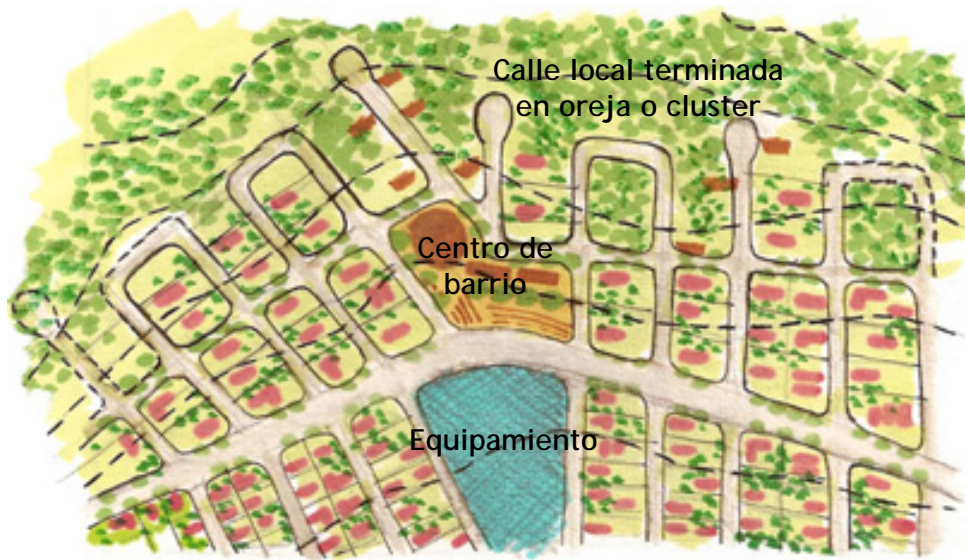 Calle local terminada
en oreja o cluster
Centro de
barrio
Equipamiento